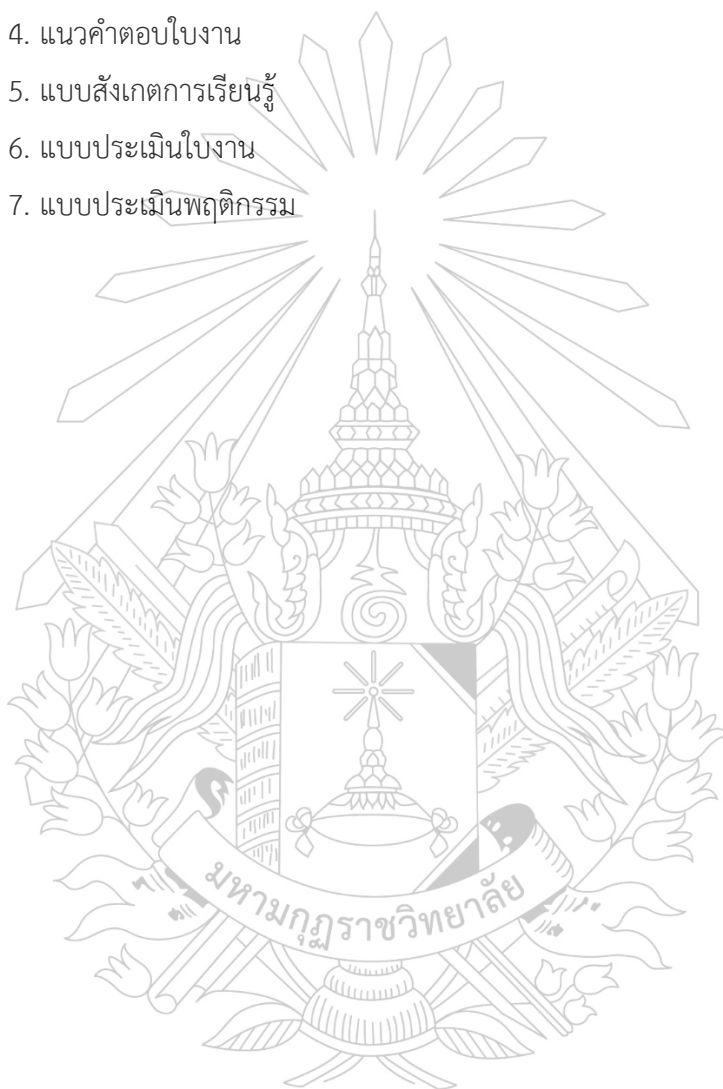 4. แนวคำตอบใบงาน
5. แบบสังเกตการเรียนรู้
6. แบบประเมินใบงาน
7. แบบประเมินพฤติกรรม
มหามกุฏราชวิทยาลัย